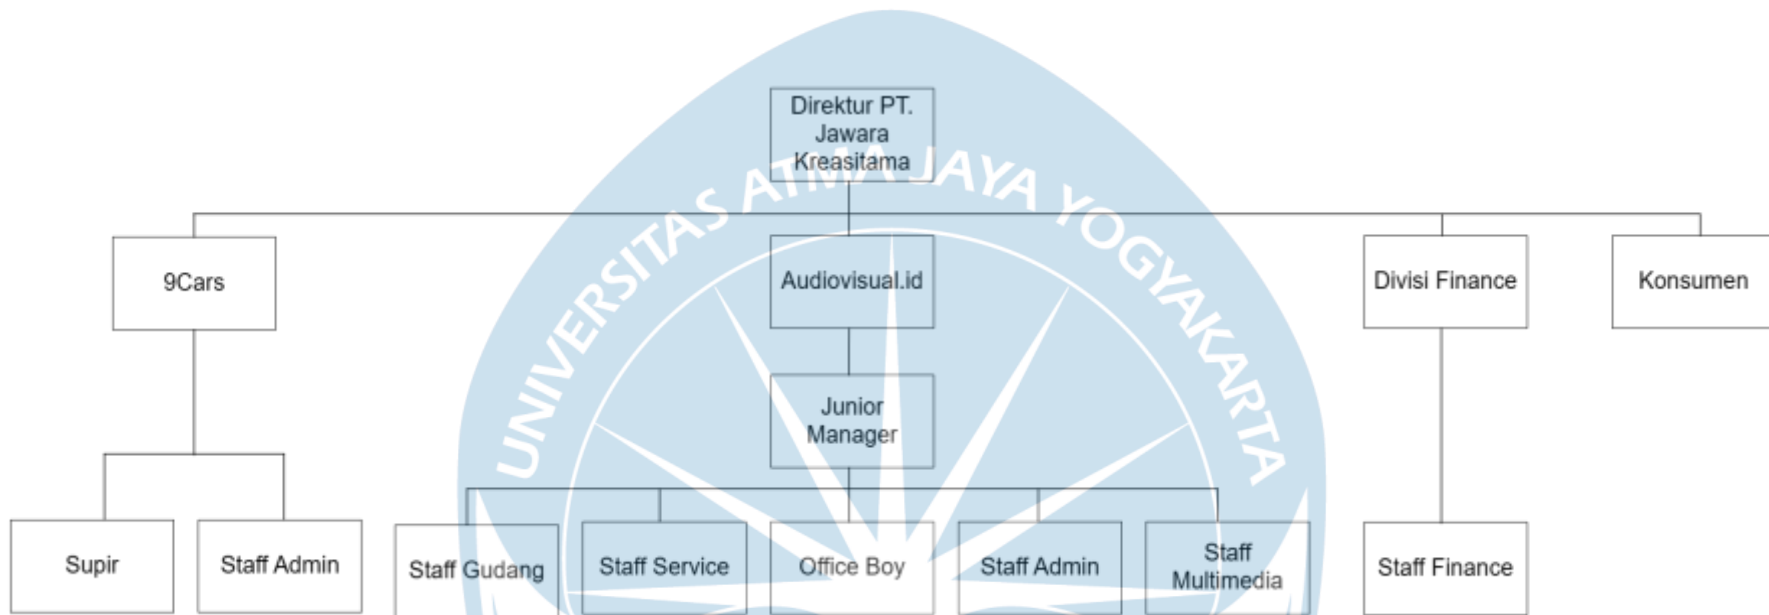 Direktur PT.
Jawara
Kreasitama
UNIVERSITAS ATMA JAYA YOGYAKARTA
9Cars
Audiovisual.id
Divisi Finance
Konsumen
Junior
Manager
Supir
Staff Admin
Staff Gudang
Staff Service
Office Boy
Staff Admin
Staff
Multimedia
Staff Finance